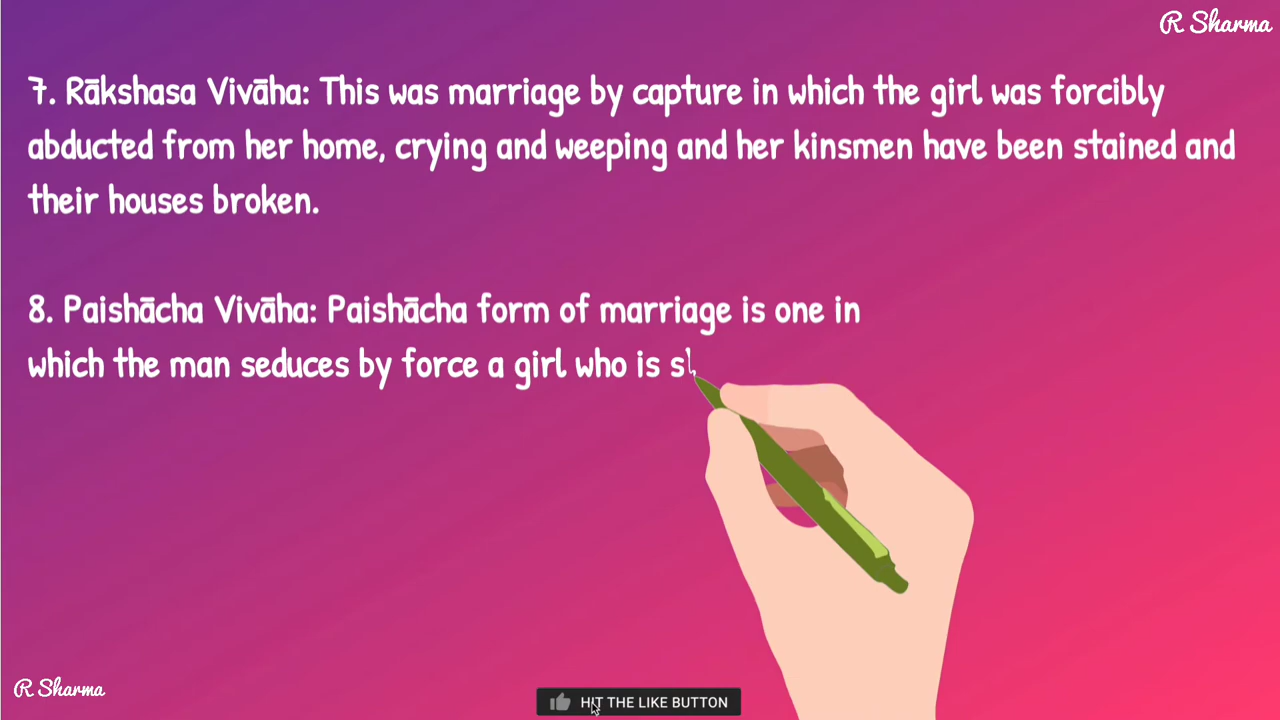 R Sharma
7. Rākshasa Vivāha: This was marriage by capture in which the girl was forcibly
abducted from her home, crying and weeping and her kinsmen have been stained and
their houses broken.
8. Paishācha Vivāha: Paishācha form of marriage is one in
which the man seduces by force a girl who is
R Sharma
HIT THE LIKE BUTTON